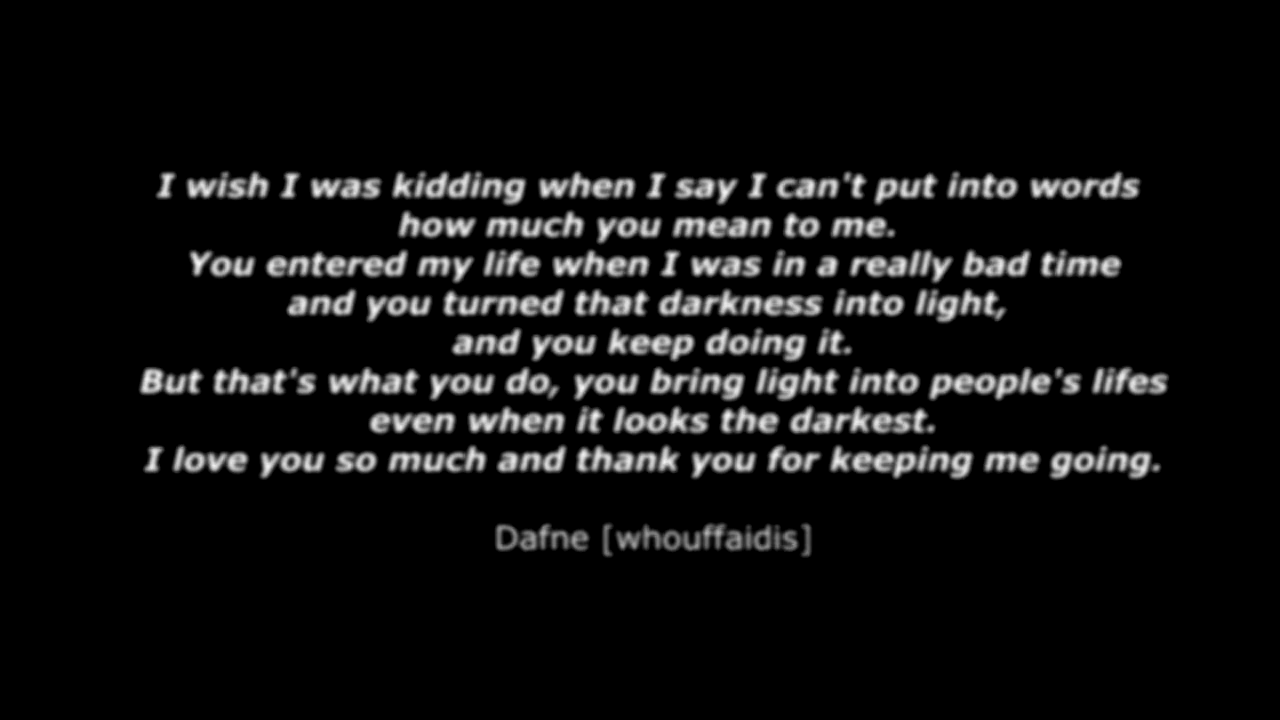 I wish I was kidding when I say I can't put into words
how much you mean to me.
You entered my life when I was in a really bad time
and you turned that darkness into light,
and you keep doing it.
But that's what you do, you bring light into people's lifes
even when it looks the darkest.
I love you so much and thank you for keeping me going.
Dafne [whouffaidis]